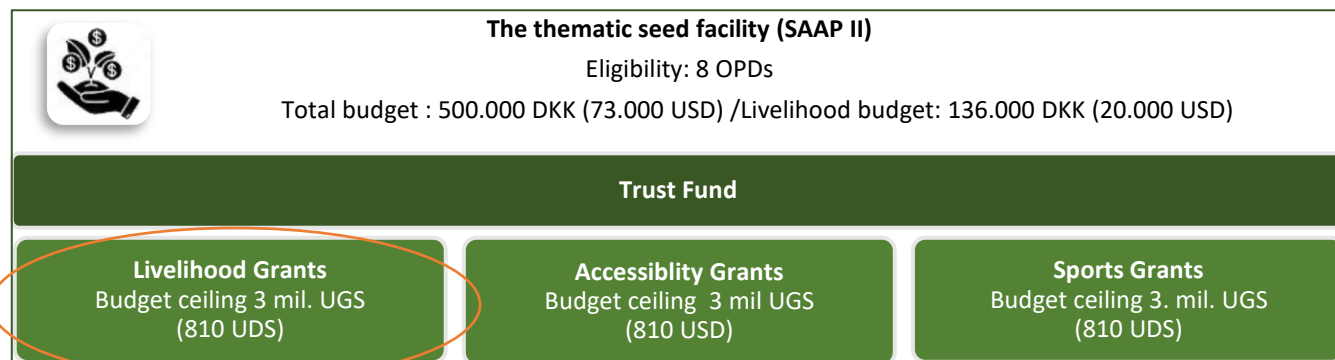 The thematic seed facility (SAAP II)
Eligibility: 8 OPDs
Total budget : 500.000 DKK (73.000 USD) /Livelihood budget: 136.000 DKK (20.000 USD)
Trust Fund
Livelihood Grants
Budget ceiling 3 mil. UGS
(810 UDS)
Accessiblity Grants
Budget ceiling  3 mil UGS
(810 USD)
Sports Grants
Budget ceiling 3. mil. UGS
(810 UDS)